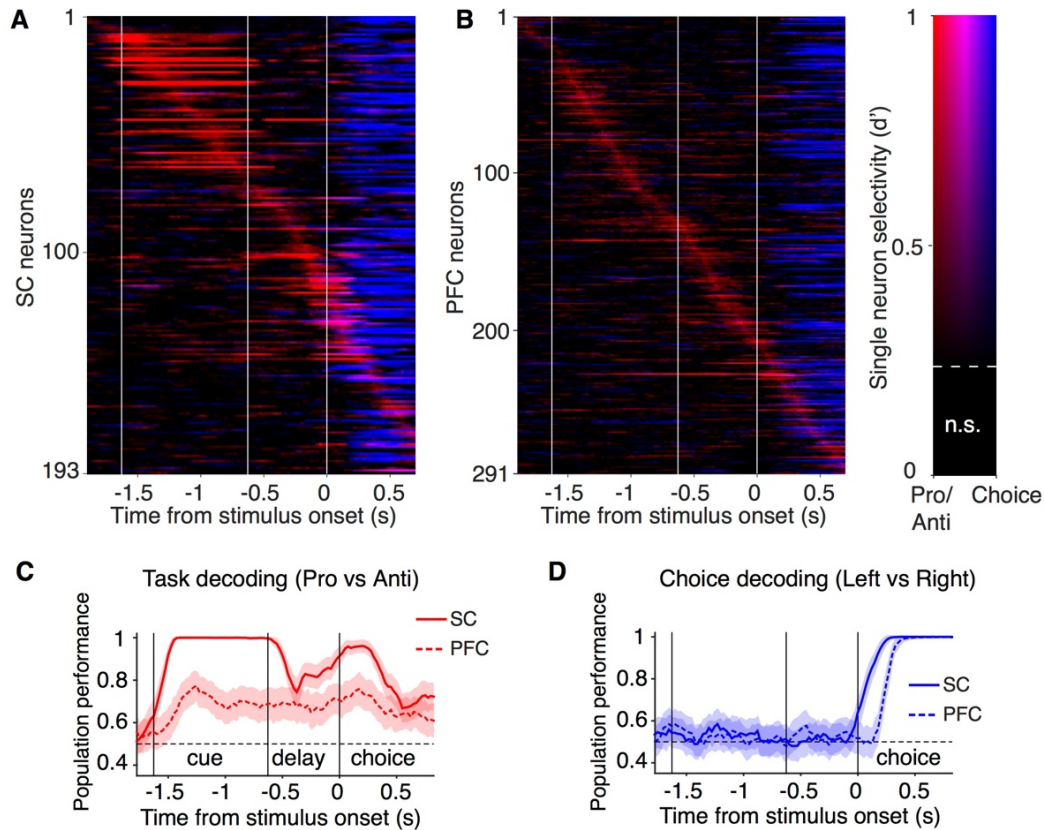 A
B
1
SC neurons
100
193
-1.5
-1
-0.5
0
0.5
Time from stimulus onset (s)
1
PFC neurons
100
200
291
-1.5
-1
-0.5
0
0.5
Time from stimulus onset (s)
Single neuron selectivity (d')
1
0.5
0
n.s.
Pro/ Choice
Anti
C
Task decoding (Pro vs Anti)
Population performance
1
0.8
0.6
0.4
SC
PFC
cue delay choice
-1.5 -1 -0.5 0 0.5
Time from stimulus onset (s)
D
Choice decoding (Left vs Right)
Population performance
1
0.8
0.6
0.4
SC
PFC
choice
-1.5 -1 -0.5 0 0.5
Time from stimulus onset (s)